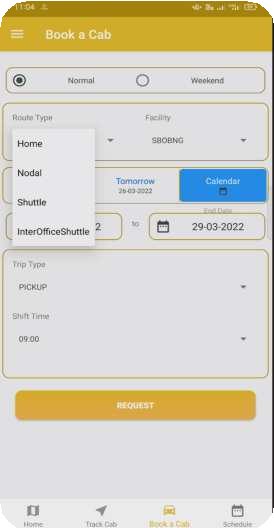 11:04
Book a Cab
Normal
Weekend
Route Type
Facility
Home
SBOBNG
Nodal
Tomorrow
26-03-2022
Calendar
Shuttle
End Date
InterOfficeShuttle
2
to
29-03-2022
Trip Type
PICKUP
Shift Time
09:00
REQUEST
Home
Track Cab
Book a Cab
Schedule